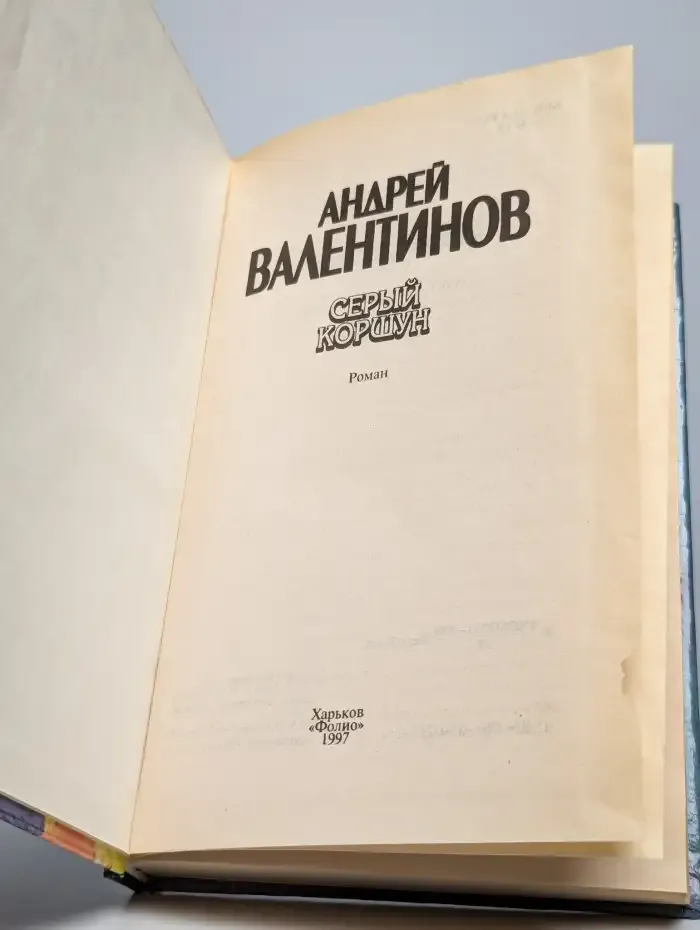 АНДРЕЙ
ВАЛЕНТИНОВ
СЕРЫЙ
КОРШУН
Роман
Харьков
«Фолио»
1997